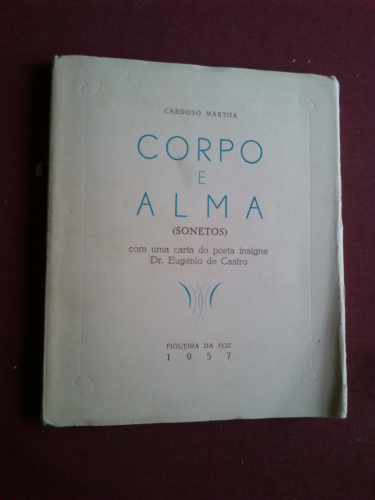 CARDOSO MARTHA
CORPO
E
ALMA
(SONETOS)
com uma carta do poeta insigne
Dr. Eugénio de Castro
FIGUEIRA DA FOZ
1957